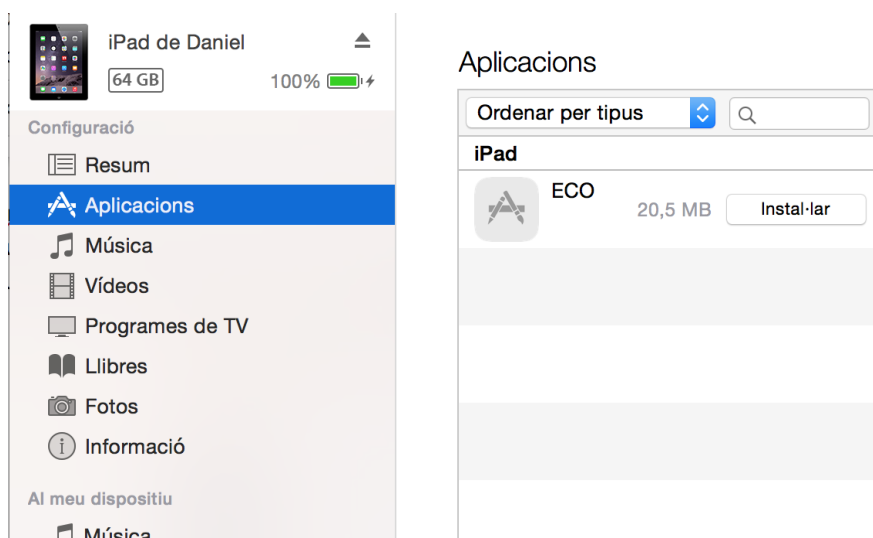 iPad de Daniel
64 GB
100%
Configuració
Resum
Aplicacions
Música
Vídeos
Programes de TV
Llibres
Fotos
Informació
Al meu dispositiu
Música
Aplicacions
Ordenar per tipus
iPad
ECO
20,5 MB
Instal·lar